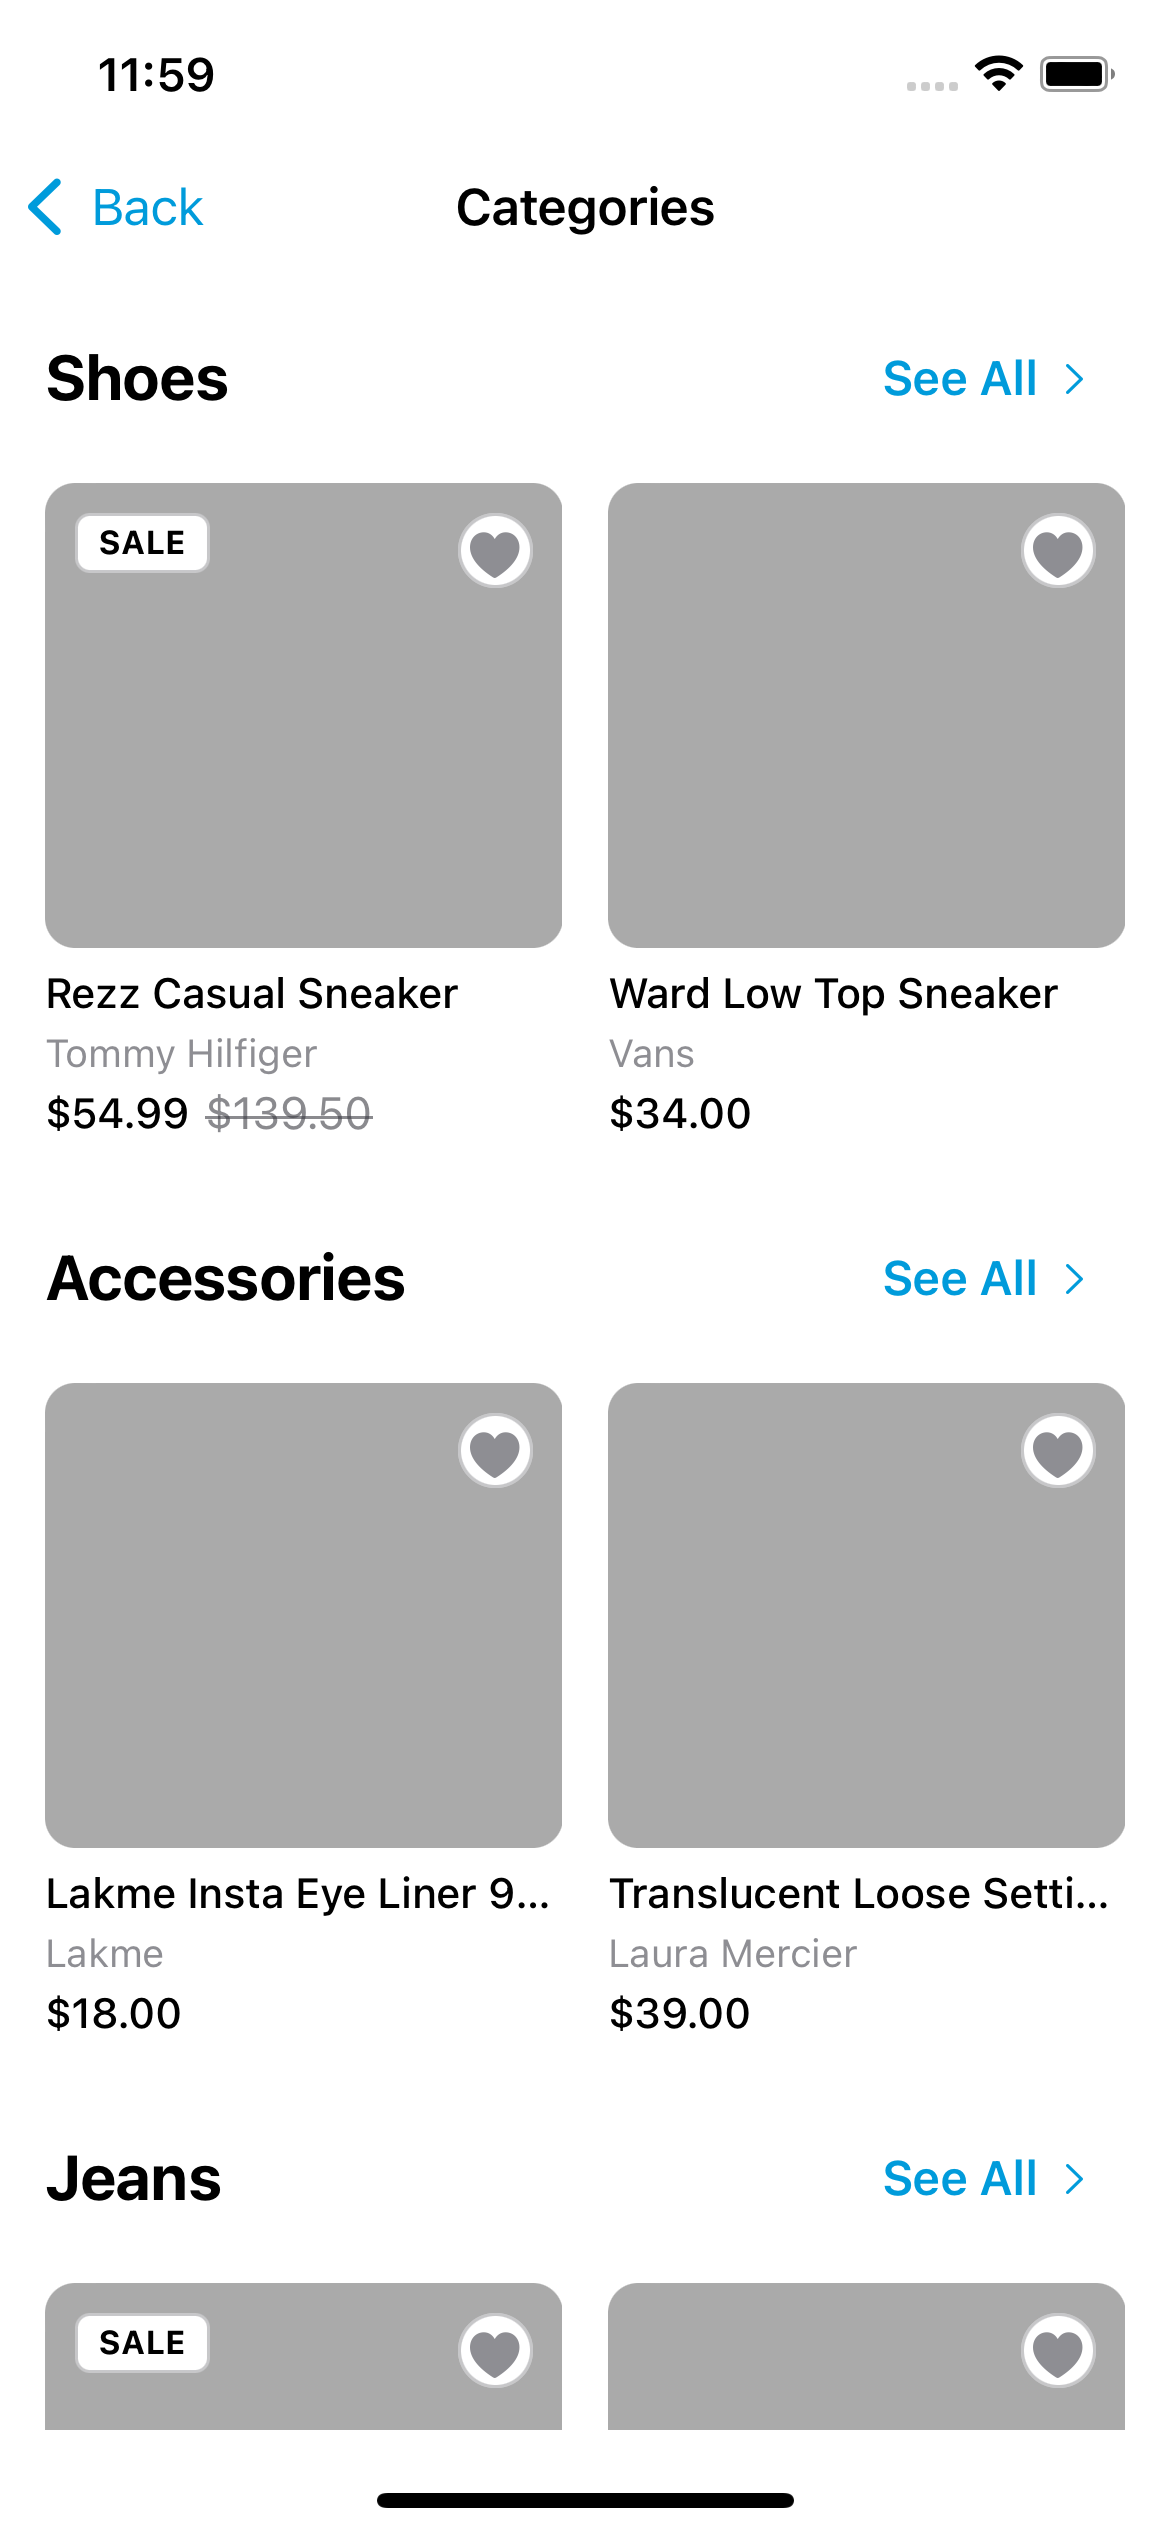 11:59
Back
Categories
Shoes
See All
SALE
Rezz Casual Sneaker
Tommy Hilfiger
$54.99 $139.50
Ward Low Top Sneaker
Vans
$34.00
Accessories
See All
Lakme Insta Eye Liner 9...
Lakme
$18.00
Translucent Loose Setti...
Laura Mercier
$39.00
Jeans
See All
SALE